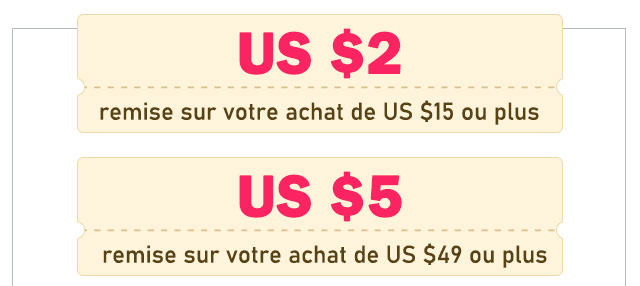 US $2
remise sur votre achat de US $15 ou plus
US $5
remise sur votre achat de US $49 ou plus